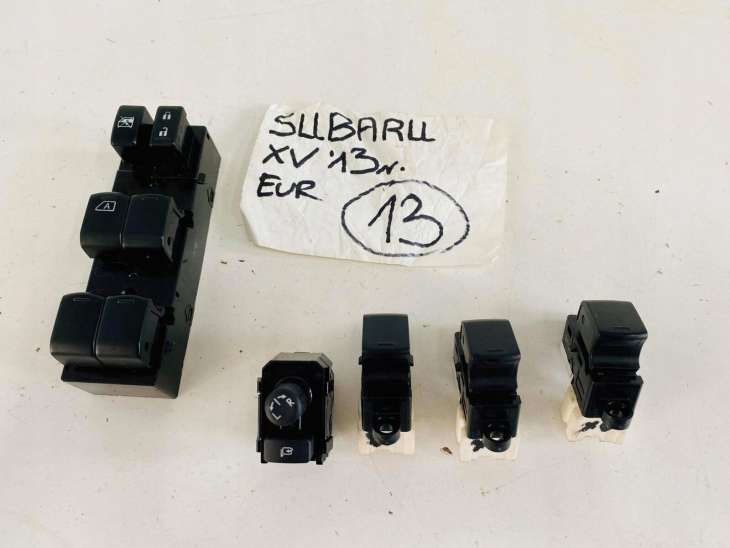 SUBARU
XV '13r.
EUR
13
A
L R